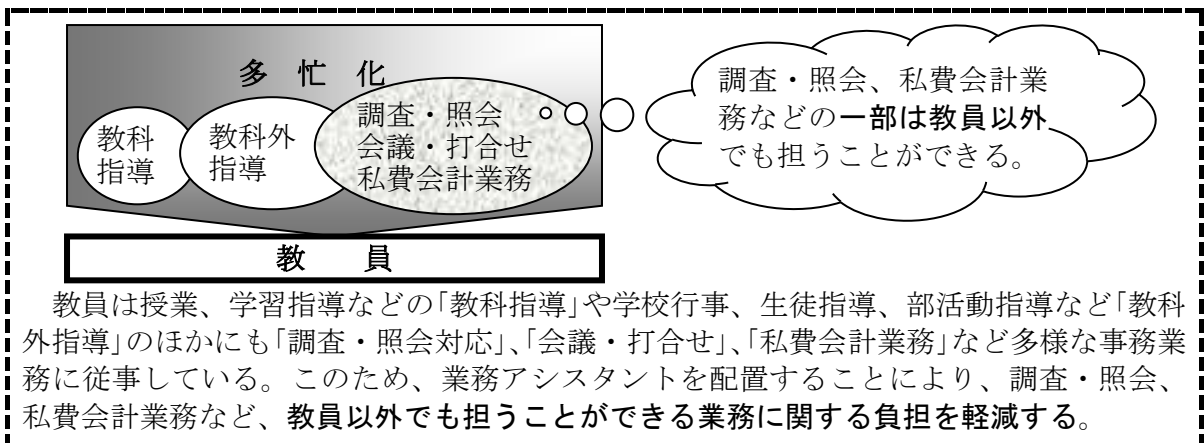 多 忙 化
教科
指導
教科外
指導
調査・照会
会議・打合せ
私費会計業務
調査・照会、私費会計業
務などの一部は教員以外
でも担うことができる。
教 員
教員は授業、学習指導などの「教科指導」や学校行事、生徒指導、部活動指導など「教科
外指導」のほかにも「調査・照会対応」、「会議・打合せ」、「私費会計業務」など多様な事務業
務に従事している。このため、業務アシスタントを配置することにより、調査・照会、
私費会計業務など、教員以外でも担うことができる業務に関する負担を軽減する。